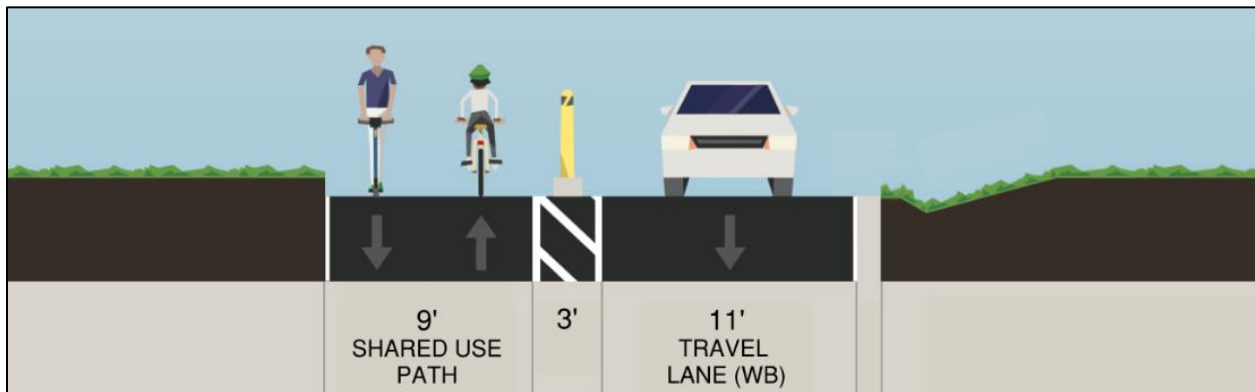 9'
SHARED USE
PATH
3'
11'
TRAVEL
LANE (WB)